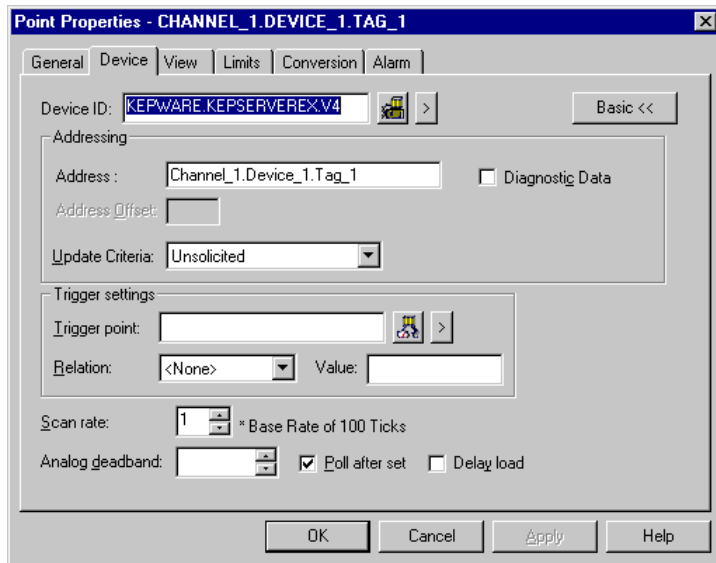 Point Properties - CHANNEL_1.DEVICE_1.TAG_1
General Device View Limits Conversion Alarm
Device ID: KEPWARE.KEPSERVEREX.V4 > Basic <<
Addressing
Address : Channel_1.Device_1.Tag_1 Diagnostic Data
Address Offset:
Update Criteria: Unsolicited
Trigger settings
Trigger point: >
Relation: <None> Value:
Scan rate: 1 * Base Rate of 100 Ticks
Analog deadband: Poll after set Delay load
OK Cancel Apply Help